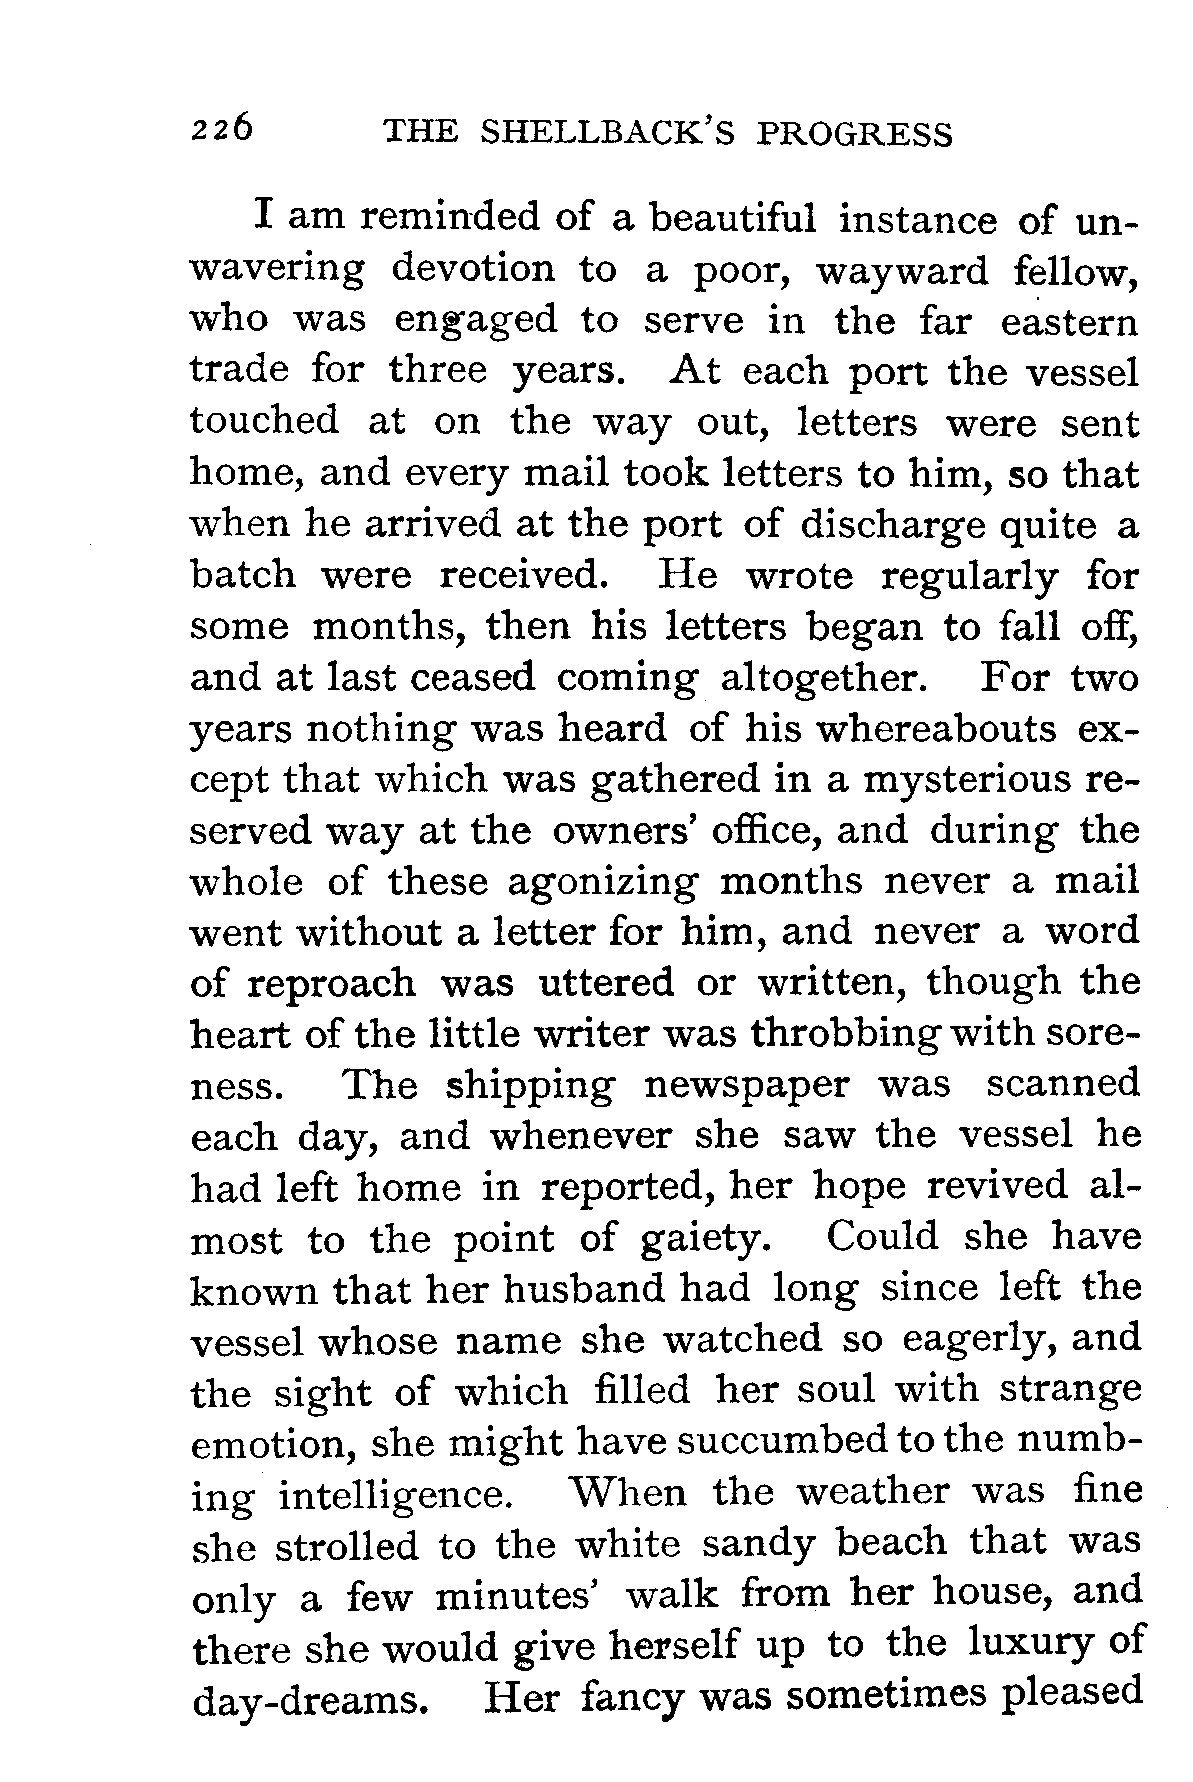 226 THE SHELLBACK'S PROGRESS
I am reminded of a beautiful instance of un-
wavering devotion to a poor, wayward fellow,
who was engaged to serve in the far eastern
trade for three years. At each port the vessel
touched at on the way out, letters were sent
home, and every mail took letters to him, so that
when he arrived at the port of discharge quite a
batch were received. He wrote regularly for
some months, then his letters began to fall off,
and at last ceased coming altogether. For two
years nothing was heard of his whereabouts ex-
cept that which was gathered in a mysterious re-
served way at the owners' office, and during the
whole of these agonizing months never a mail
went without a letter for him, and never a word
of reproach was uttered or written, though the
heart of the little writer was throbbing with sore-
ness. The shipping newspaper was scanned
each day, and whenever she saw the vessel he
had left home in reported, her hope revived al-
most to the point of gaiety. Could she have
known that her husband had long since left the
vessel whose name she watched so eagerly, and
the sight of which filled her soul with strange
emotion, she might have succumbed to the numb-
ing intelligence. When the weather was fine
she strolled to the white sandy beach that was
only a few minutes' walk from her house, and
there she would give herself up to the luxury of
day-dreams. Her fancy was sometimes pleased